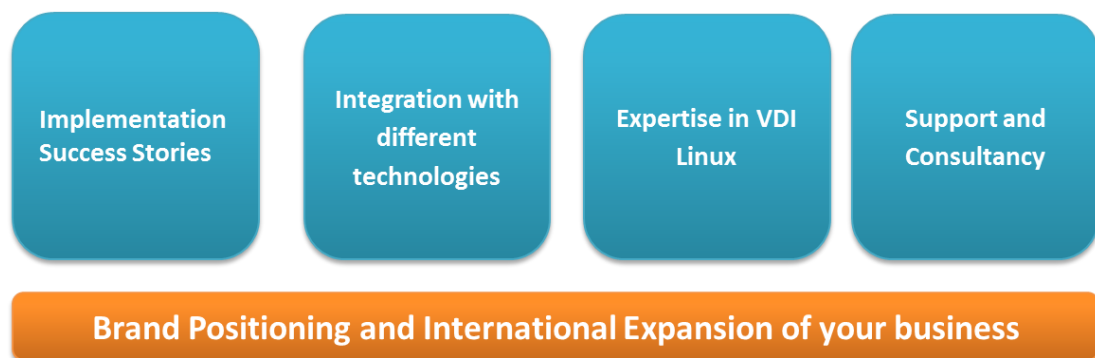 Implementation
Success Stories
Integration with
different
technologies
Expertise in VDI
Linux
Support and
Consultancy
Brand Positioning and International Expansion of your business